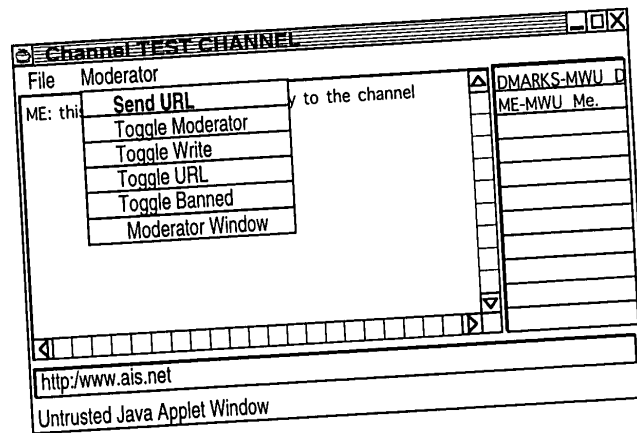 Channel TEST CHANNEL
File Moderator
ME: this y to the channel
Send URL
Toggle Moderator
Toggle Write
Toggle URL
Toggle Banned
Moderator Window
DMARKS-MWU D
ME-MWU Me.
http:/www.ais.net
Untrusted Java Applet Window